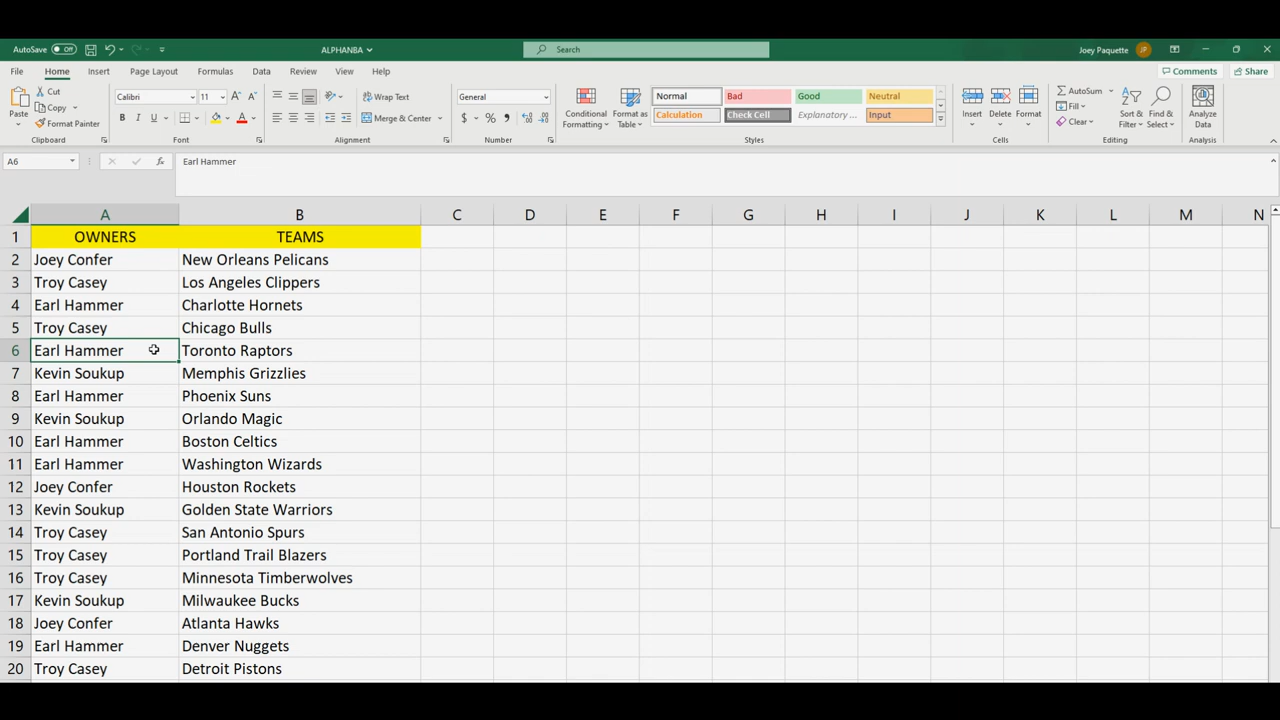 AutoSave Off ALPHANBA Search Joey Paquette JP
File Home Insert Page Layout Formulas Data Review View Help Comments Share
Paste Cut Copy Format Painter Clipboard
Calibri 11 A A B I U A Font
Wrap Text Merge & Center Alignment
General $ % , Number
Conditional Formatting Format as Table Normal Bad Good Neutral Calculation Check Cell Explanatory ... Input Styles
Insert Delete Format Cells
AutoSum Fill Clear Sort & Filter Find & Select Editing
Analyze Data Analysis
A6 fx Earl Hammer
A B C D E F G H I J K L M N
1 OWNERS TEAMS
2 Joey Confer New Orleans Pelicans
3 Troy Casey Los Angeles Clippers
4 Earl Hammer Charlotte Hornets
5 Troy Casey Chicago Bulls
6 Earl Hammer Toronto Raptors
7 Kevin Soukup Memphis Grizzlies
8 Earl Hammer Phoenix Suns
9 Kevin Soukup Orlando Magic
10 Earl Hammer Boston Celtics
11 Earl Hammer Washington Wizards
12 Joey Confer Houston Rockets
13 Kevin Soukup Golden State Warriors
14 Troy Casey San Antonio Spurs
15 Troy Casey Portland Trail Blazers
16 Troy Casey Minnesota Timberwolves
17 Kevin Soukup Milwaukee Bucks
18 Joey Confer Atlanta Hawks
19 Earl Hammer Denver Nuggets
20 Troy Casey Detroit Pistons